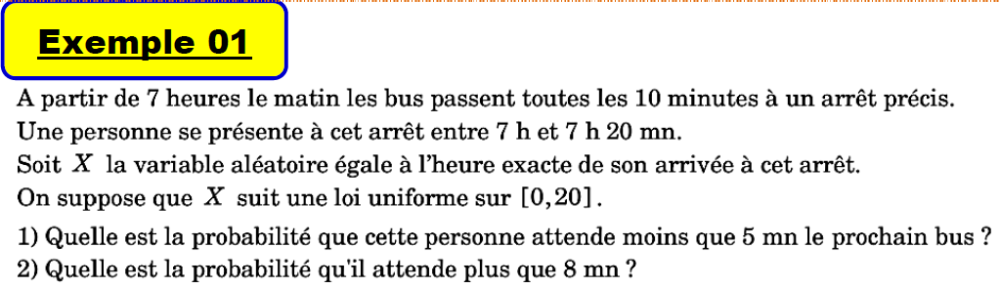 Exemple 01
A partir de 7 heures le matin les bus passent toutes les 10 minutes à un arrêt précis.
Une personne se présente à cet arrêt entre 7 h et 7 h 20 mn.
Soit X la variable aléatoire égale à l'heure exacte de son arrivée à cet arrêt.
On suppose que X suit une loi uniforme sur [0,20].
1) Quelle est la probabilité que cette personne attende moins que 5 mn le prochain bus ?
2) Quelle est la probabilité qu'il attende plus que 8 mn ?